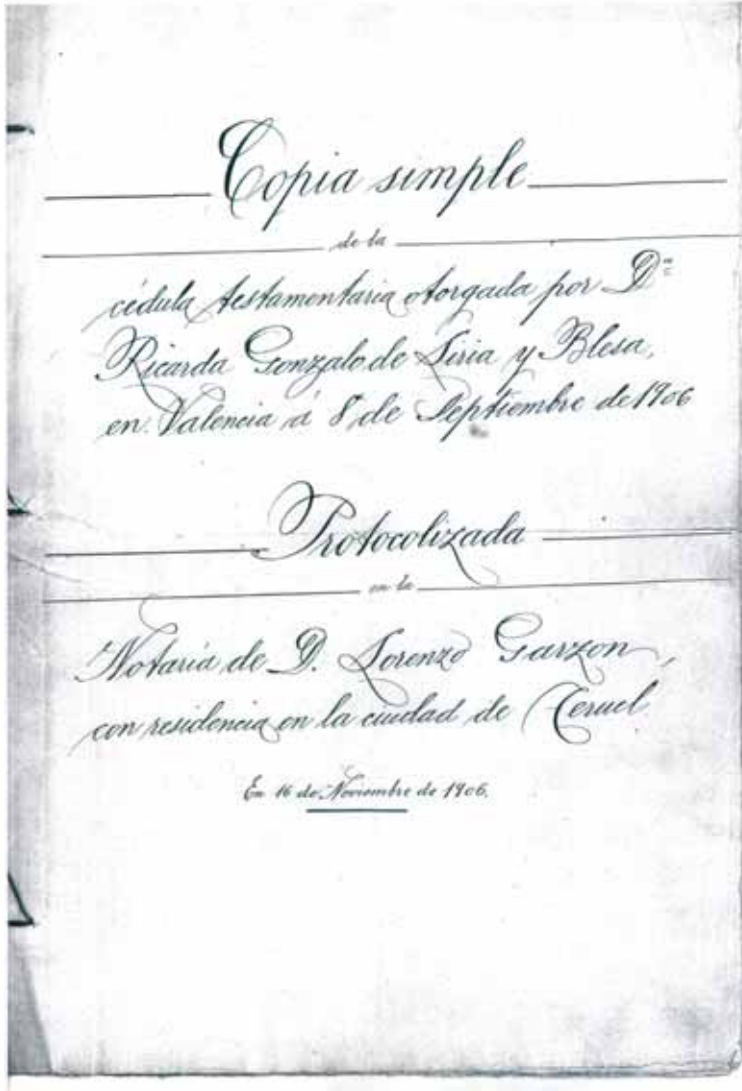 Copia simple
de la
cédula testamentaria otorgada por Dª
Ricarda Gonzalo de Liria y Blesa,
en Valencia á 8 de Septiembre de 1906
Protocolizada
en la
Notaría de D. Lorenzo Garzon,
con residencia en la ciudad de Teruel
En 16 de Noviembre de 1906.